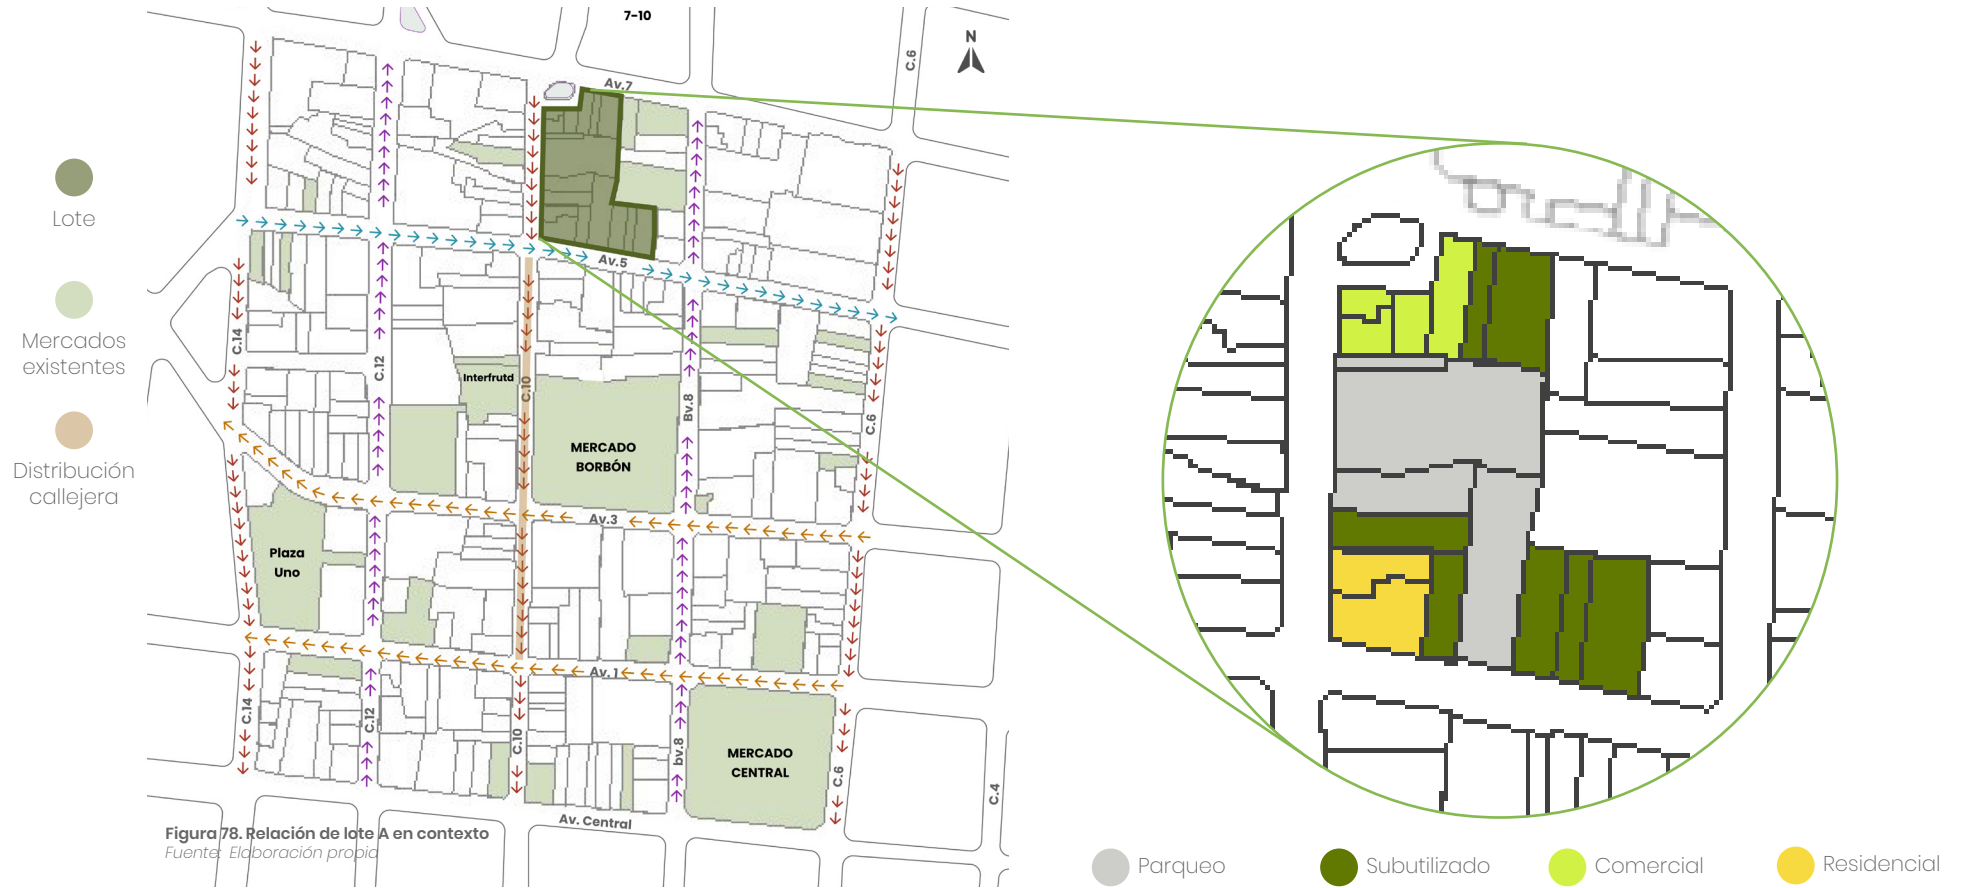 7-10
N
C.6
Av.7
Lote
Av.5
Mercados
existentes
C.14
C.12
Interfrutd
C.10
Bv.8
C.6
MERCADO
BORBÓN
Distribución
callejera
Av.3
Plaza
Uno
Av.1
C.14
C.12
C.10
bv.8
MERCADO
CENTRAL
C.6
C.4
Av. Central
Figura 78. Relación de lote A en contexto
Fuente: Elaboración propia
Parqueo
Subutilizado
Comercial
Residencial